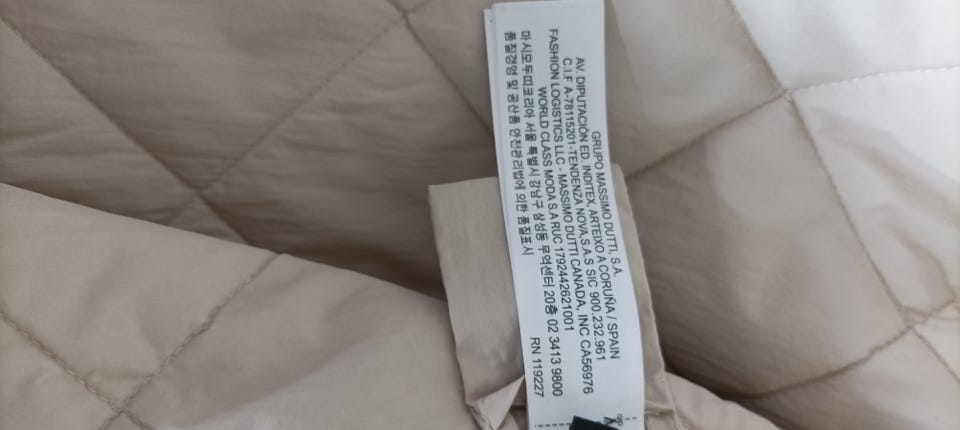 GRUPO MASSIMO DUTTI, S.A.
AV. DIPUTACIÓN ED. INDITEX, ARTEIXO A CORUÑA / SPAIN
C.I.F A-78115201-TENDENZA NOVA,S.A.S SIC 900.232.961
FASHION LOGISTICS LLC - MASSIMO DUTTI CANADA, INC CA56976
WORLD CLASS MODA S.A RUC 1792442621001
마시모두띠코리아 서울 특별시 강남구 삼성동 무역센터 20층 02 3413 9800
품질경영 및 공산품 안전관리법에 의한 품질표시
RN 119227